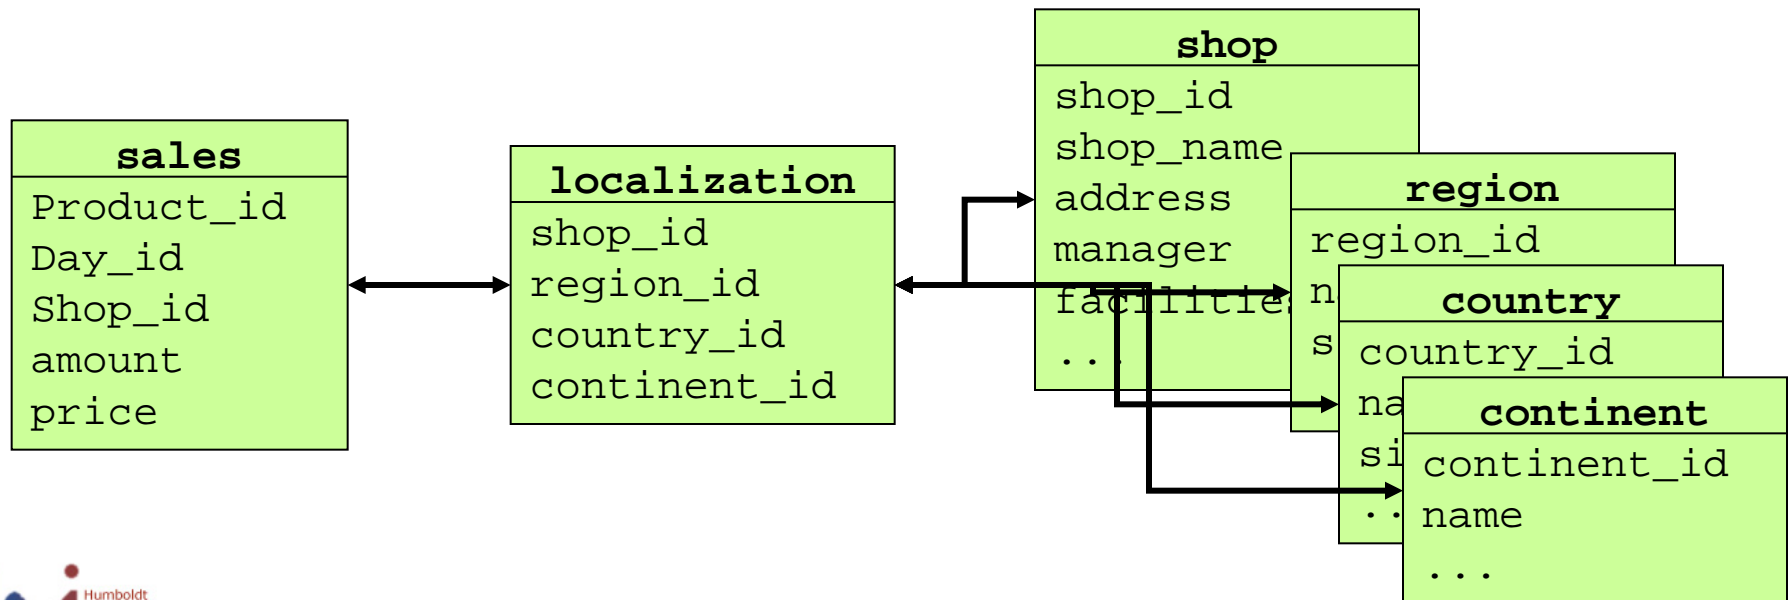 sales
Product_id
Day_id
Shop_id
amount
price
localization
shop_id
region_id
country_id
continent_id
shop
shop_id
shop_name
address
manager
facilities
...
region
region_id
country
country_id
continent
continent_id
name
...
Humboldt